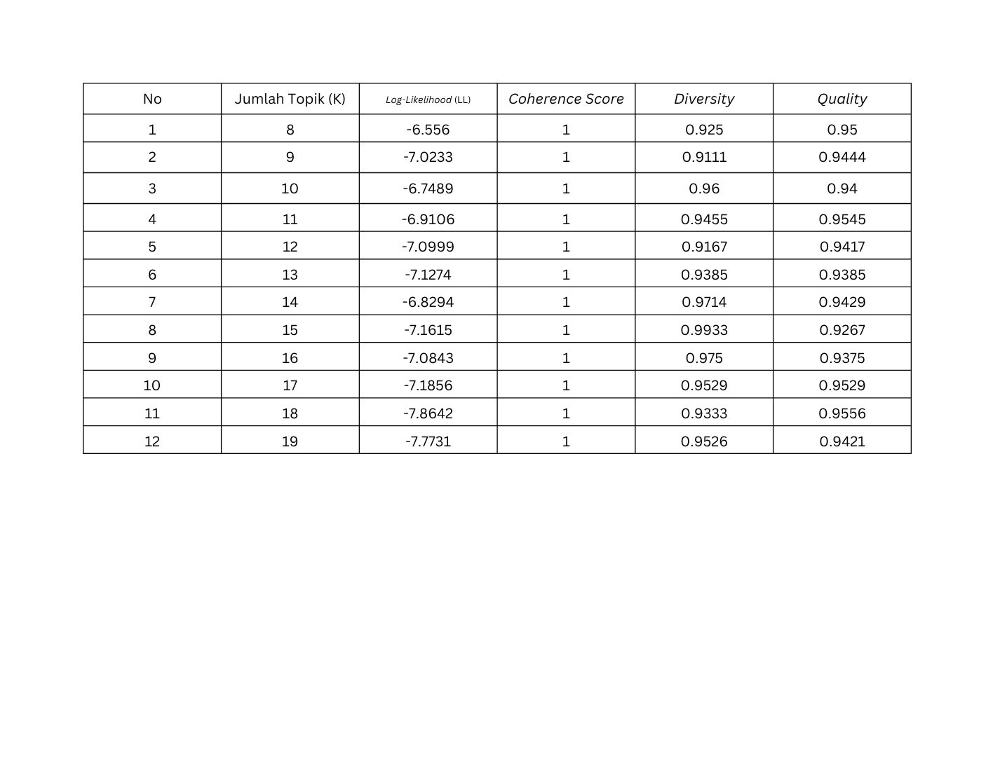 No Jumlah Topik (K) Log-Likelihood (LL) Coherence Score Diversity Quality
1 8 -6.556 1 0.925 0.95
2 9 -7.0233 1 0.9111 0.9444
3 10 -6.7489 1 0.96 0.94
4 11 -6.9106 1 0.9455 0.9545
5 12 -7.0999 1 0.9167 0.9417
6 13 -7.1274 1 0.9385 0.9385
7 14 -6.8294 1 0.9714 0.9429
8 15 -7.1615 1 0.9933 0.9267
9 16 -7.0843 1 0.975 0.9375
10 17 -7.1856 1 0.9529 0.9529
11 18 -7.8642 1 0.9333 0.9556
12 19 -7.7731 1 0.9526 0.9421